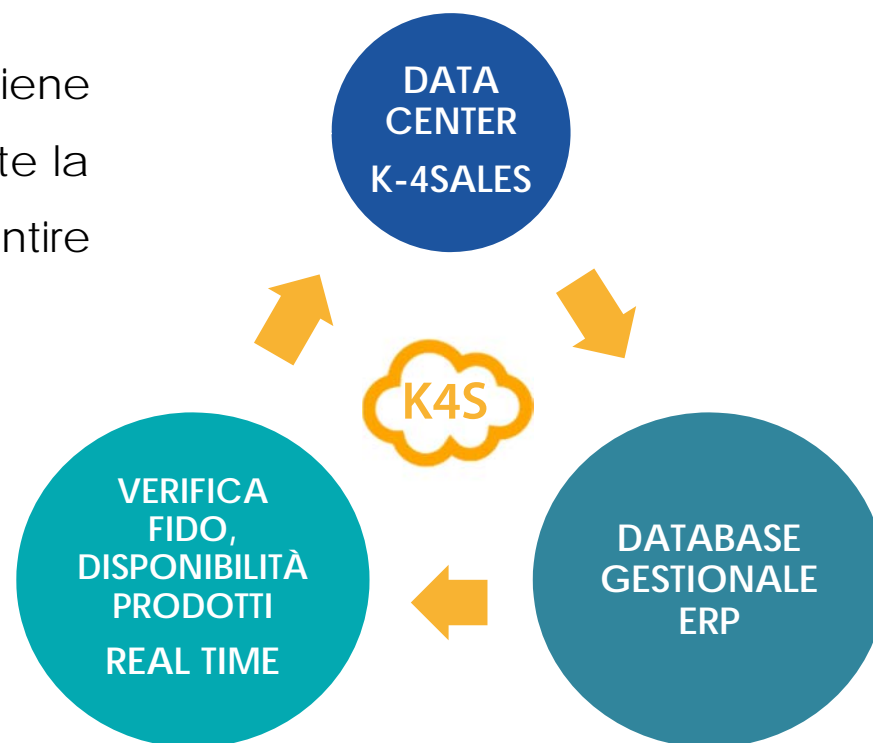 iene
te la
ntire
DATA
CENTER
K-4SALES
K4S
VERIFICA
FIDO,
DISPONIBILITÀ
PRODOTTI
REAL TIME
DATABASE
GESTIONALE
ERP